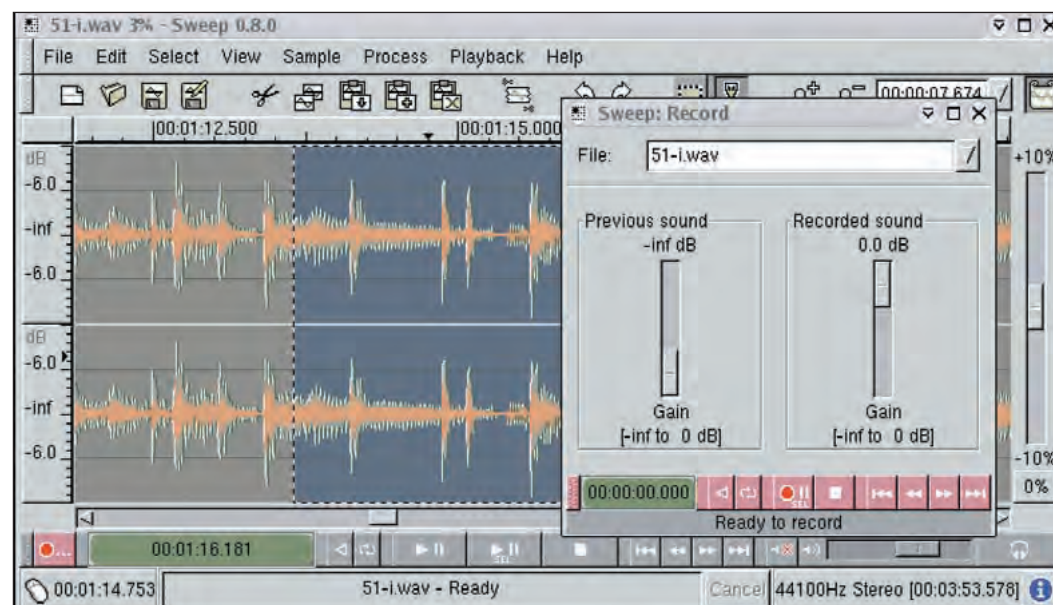 51-i.wav 3% - Sweep 0.8.0
File Edit Select View Sample Process Playback Help
00:00:07.674
00:01:12.500 00:01:15.000
dB
-6.0
-inf
-6.0
dB
-6.0
-inf
-6.0
+10%
-10%
0%
Sweep: Record
File: 51-i.wav
Previous sound
-inf dB
Gain
[-inf to 0 dB]
Recorded sound
0.0 dB
Gain
[-inf to 0 dB]
00:00:00.000
SEL
Ready to record
00:01:16.181
SEL
00:01:14.753
51-i.wav - Ready
Cancel
44100Hz Stereo [00:03:53.578]